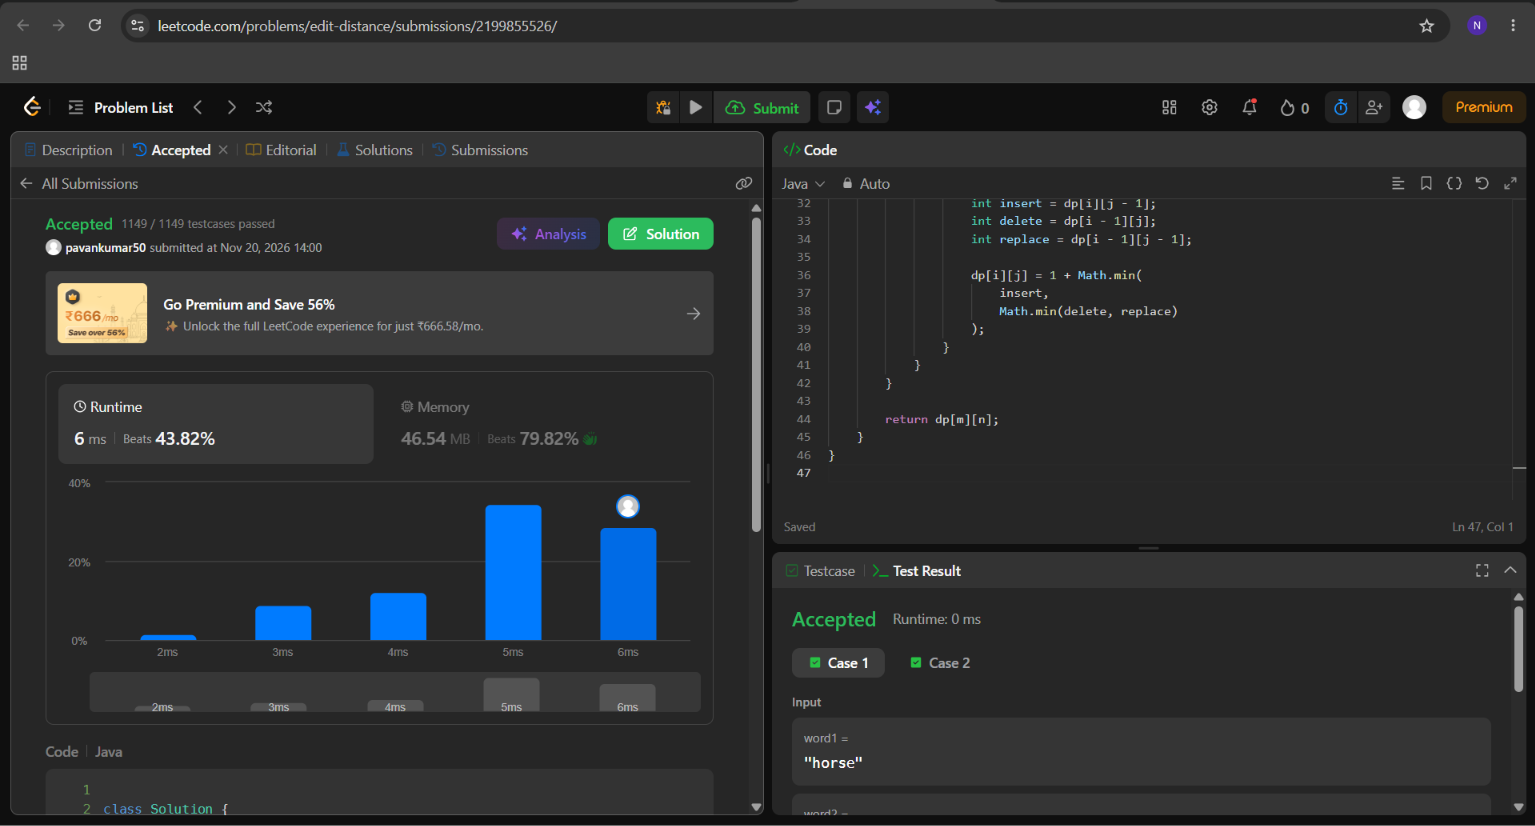 leetcode.com/problems/edit-distance/submissions/2199855526/
N
Problem List
Submit
0
Premium
Description
Accepted
Editorial
Solutions
Submissions
All Submissions
Accepted 1149 / 1149 testcases passed
pavankumar50 submitted at Nov 20, 2026 14:00
Analysis
Solution
₹666/mo
Save over 56%
Go Premium and Save 56%
Unlock the full LeetCode experience for just ₹666.58/mo.
Runtime
6 ms Beats 43.82%
Memory
46.54 MB Beats 79.82%
40%
20%
0%
2ms 3ms 4ms 5ms 6ms
2ms 3ms 4ms 5ms 6ms
Code Java
1
2 class Solution {
</> Code
Java Auto
32 int insert = dp[i][j - 1];
33 int delete = dp[i - 1][j];
34 int replace = dp[i - 1][j - 1];
35
36 dp[i][j] = 1 + Math.min(
37 insert,
38 Math.min(delete, replace)
39 );
40 }
41 }
42 }
43
44 return dp[m][n];
45 }
46 }
47
Saved
Ln 47, Col 1
Testcase
Test Result
Accepted Runtime: 0 ms
Case 1 Case 2
Input
word1 =
"horse"
word2 =